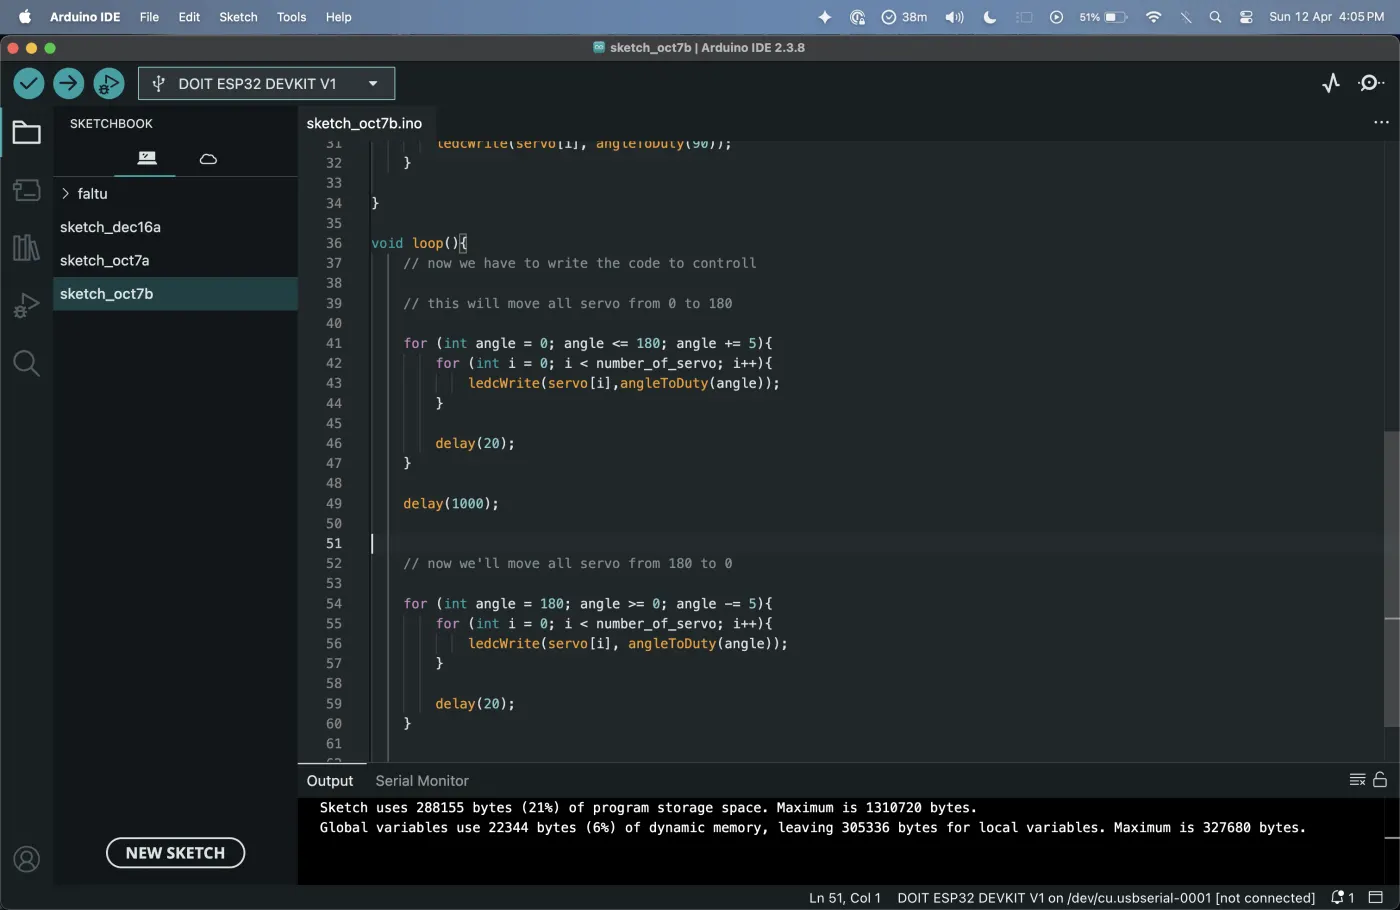 Arduino IDE File Edit Sketch Tools Help 38m 51% Sun 12 Apr 4:05 PM
sketch_oct7b | Arduino IDE 2.3.8
DOIT ESP32 DEVKIT V1
SKETCHBOOK
faltu
sketch_dec16a
sketch_oct7a
sketch_oct7b
NEW SKETCH
sketch_oct7b.ino
31 ledcWrite(servo[i], angleToDuty(90));
32 }
33
34 }
35
36 void loop(){
37 // now we have to write the code to controll
38
39 // this will move all servo from 0 to 180
40
41 for (int angle = 0; angle <= 180; angle += 5){
42 for (int i = 0; i < number_of_servo; i++){
43 ledcWrite(servo[i],angleToDuty(angle));
44 }
45
46 delay(20);
47 }
48
49 delay(1000);
50
51
52 // now we'll move all servo from 180 to 0
53
54 for (int angle = 180; angle >= 0; angle -= 5){
55 for (int i = 0; i < number_of_servo; i++){
56 ledcWrite(servo[i], angleToDuty(angle));
57 }
58
59 delay(20);
60 }
61
62
Output Serial Monitor
Sketch uses 288155 bytes (21%) of program storage space. Maximum is 1310720 bytes.
Global variables use 22344 bytes (6%) of dynamic memory, leaving 305336 bytes for local variables. Maximum is 327680 bytes.
Ln 51, Col 1 DOIT ESP32 DEVKIT V1 on /dev/cu.usbserial-0001 [not connected] 1